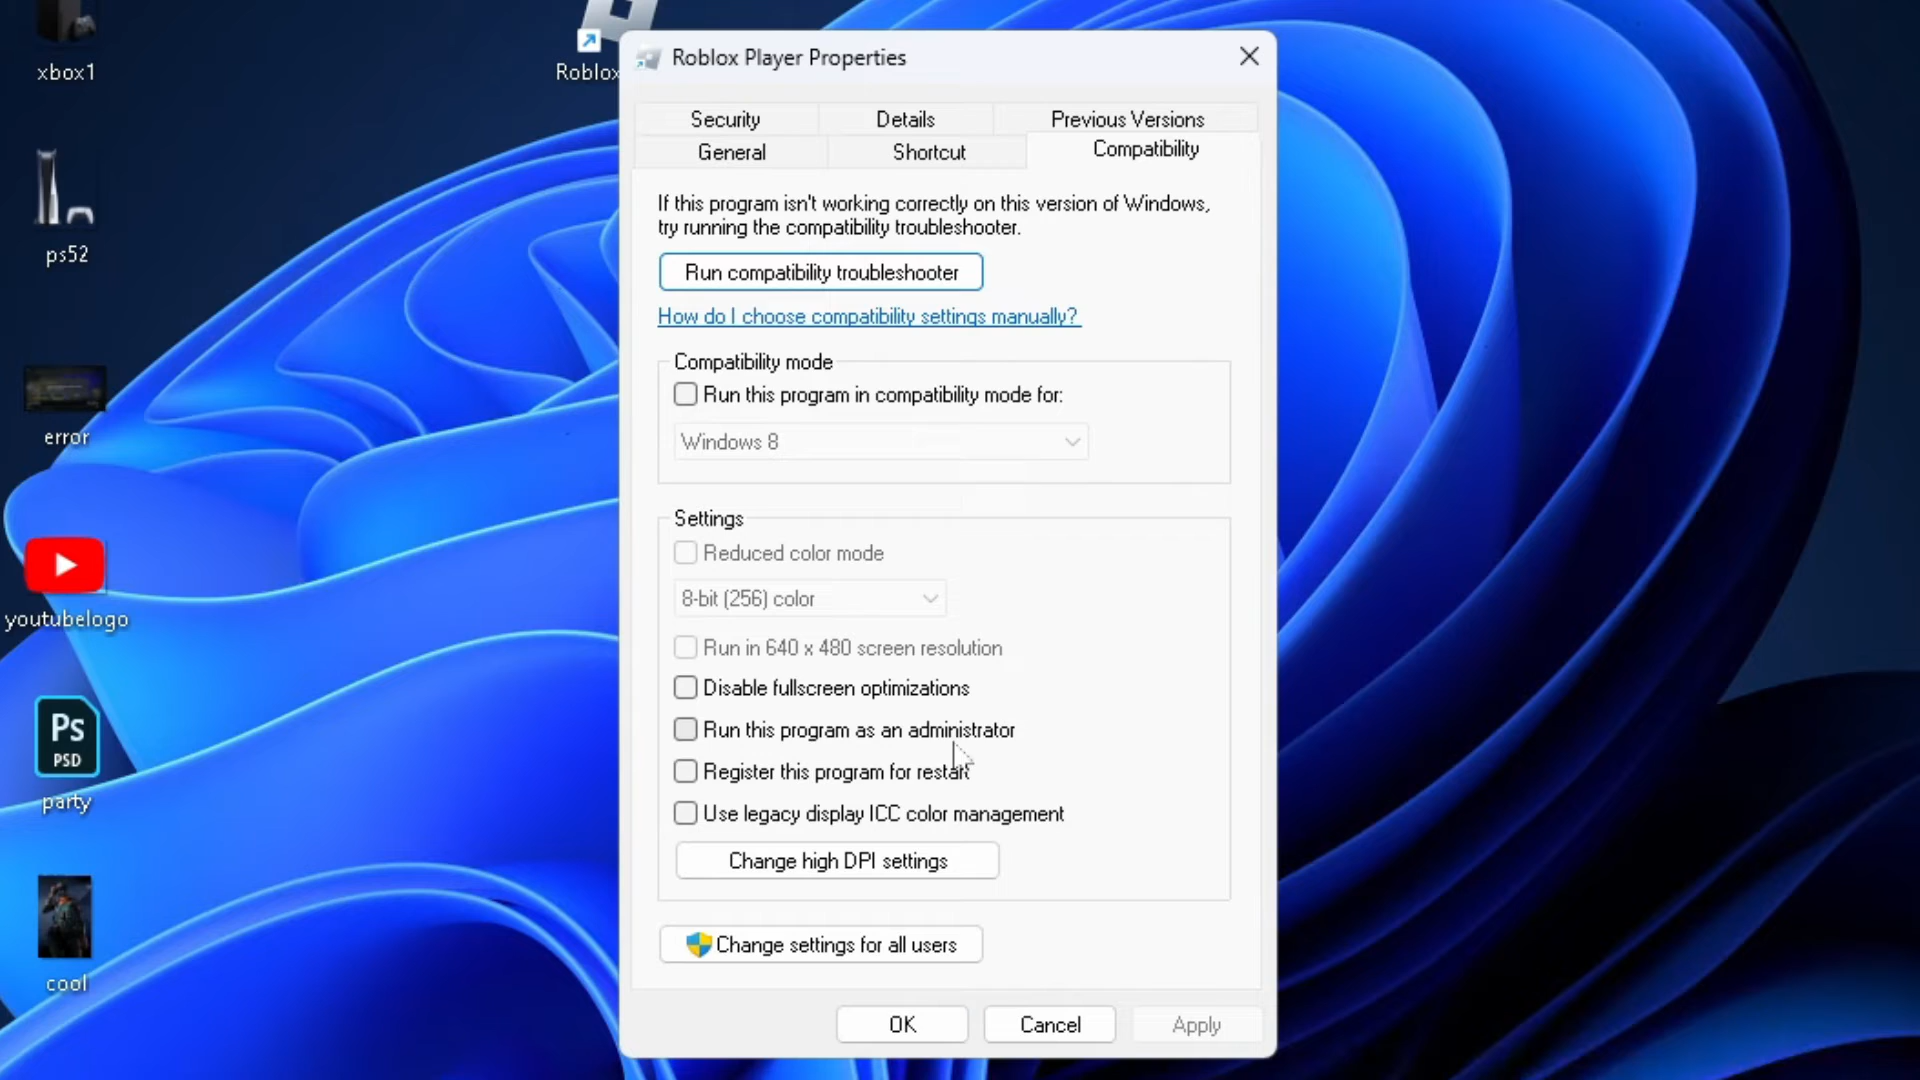 xbox1
ps52
error
youtubelogo
Ps
PSD
party
cool
Roblox
Roblox Player Properties
Security
Details
Previous Versions
General
Shortcut
Compatibility
If this program isn't working correctly on this version of Windows,
try running the compatibility troubleshooter.
Run compatibility troubleshooter
How do I choose compatibility settings manually?
Compatibility mode
Run this program in compatibility mode for:
Windows 8
Settings
Reduced color mode
8-bit (256) color
Run in 640 x 480 screen resolution
Disable fullscreen optimizations
Run this program as an administrator
Register this program for restart
Use legacy display ICC color management
Change high DPI settings
Change settings for all users
OK
Cancel
Apply